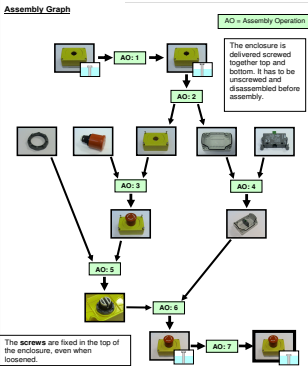 Assembly Graph
AO = Assembly Operation
The enclosure is
delivered screwed
together top and
bottom. It has to be
unscrewed and
disassembled before
assembly.
AO: 1
AO: 2
AO: 3
AO: 4
AO: 5
AO: 6
The screws are fixed in the top of
the enclosure, even when
loosened.
AO: 7